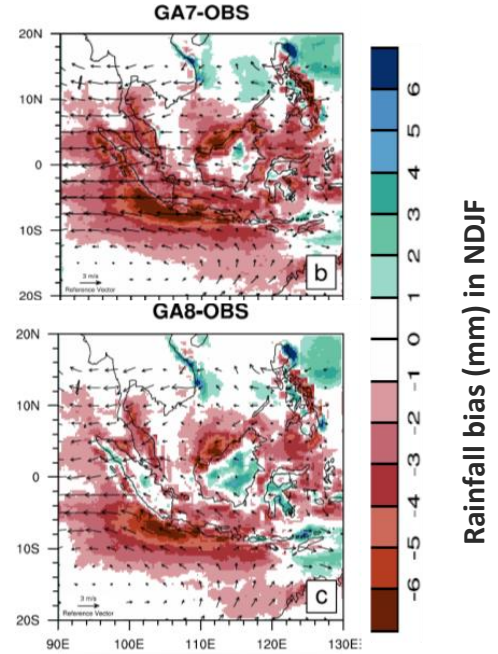 GA7-OBS
20N
10N
0
10S
20S
3 m/s
Reference Vector
b
GA8-OBS
20N
10N
0
10S
20S
3 m/s
Reference Vector
c
90E
100E
110E
120E
130E
6
5
4
3
2
1
0
-1
-2
-3
-4
-5
-6
Rainfall bias (mm) in NDJF